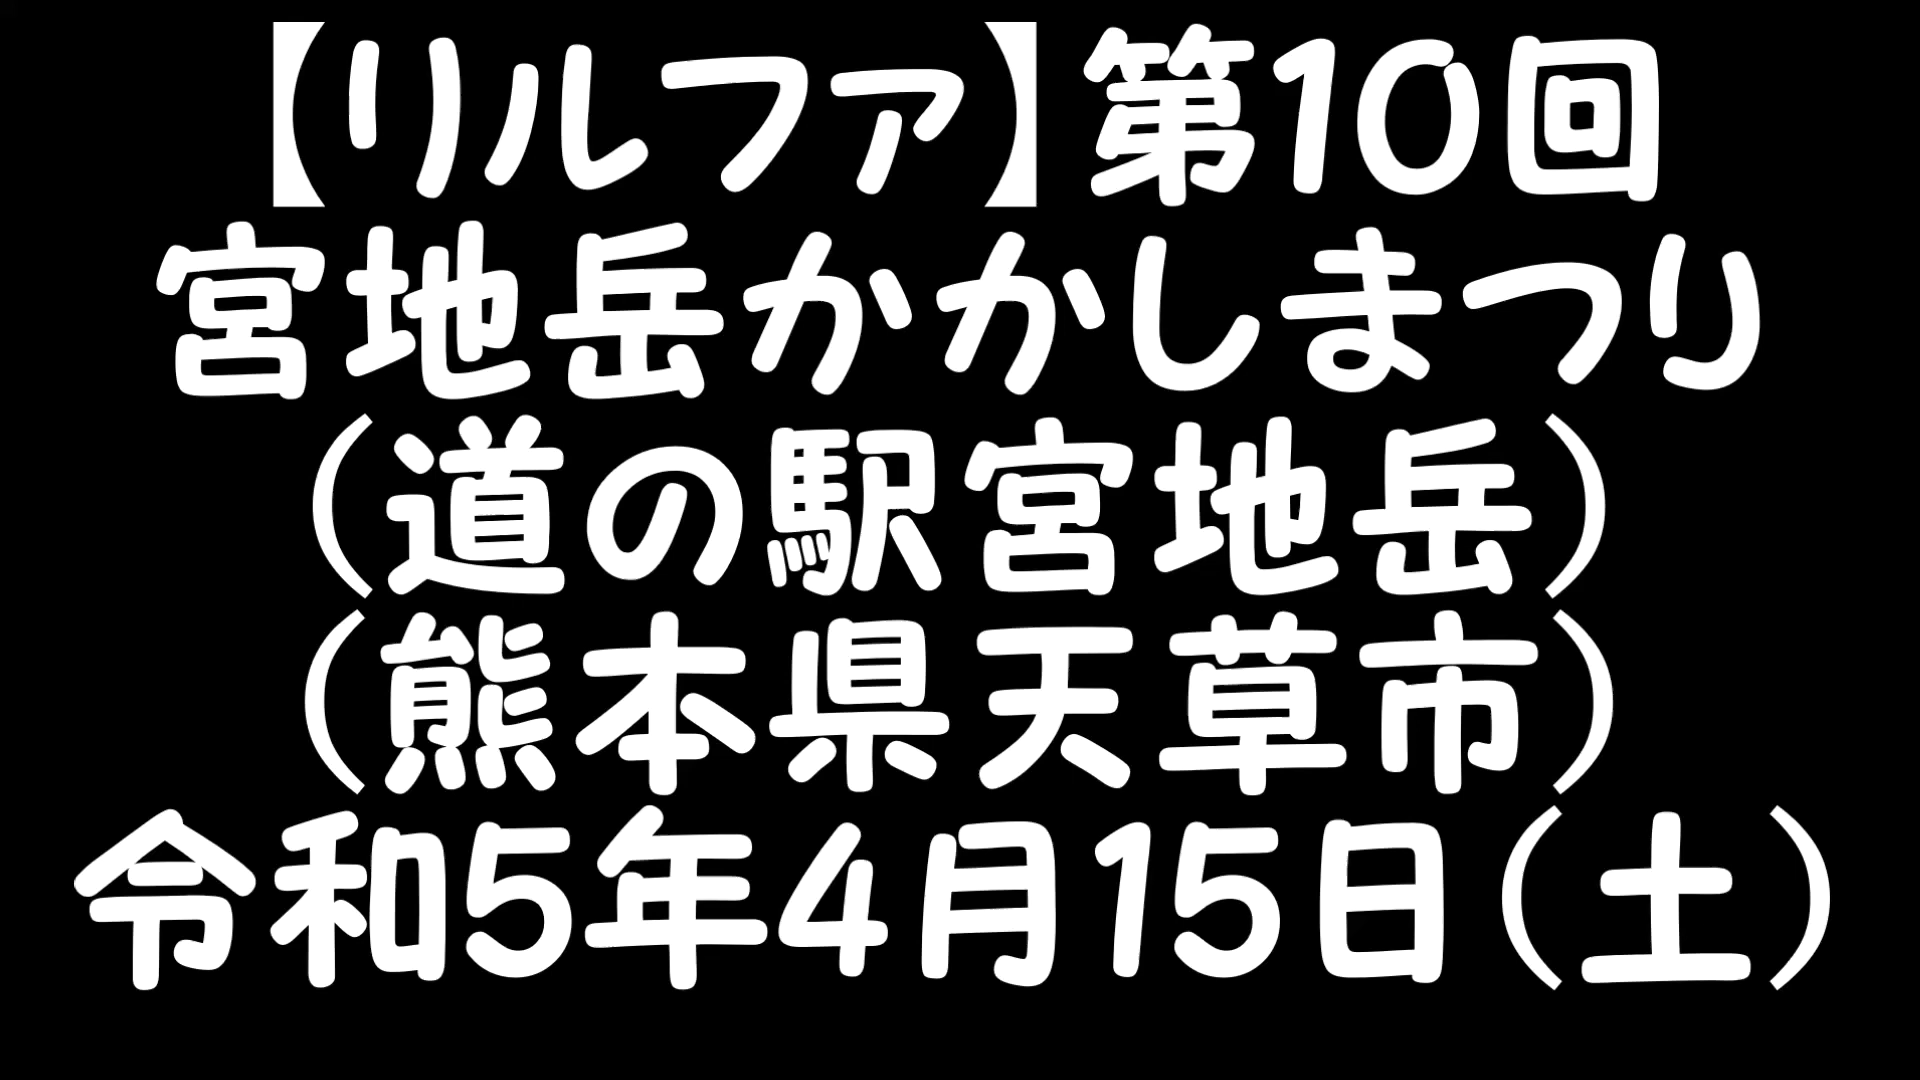 【リルファ】第10回
宮地岳かかしまつり
（道の駅宮地岳）
（熊本県天草市）
令和5年4月15日（土）